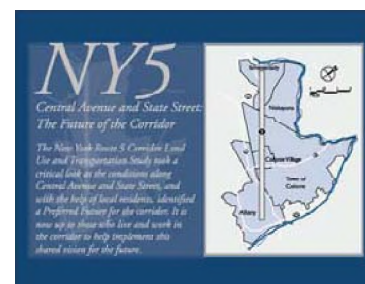 NY5
Central Avenue and State Street:
The Future of the Corridor
The New York Route 5 Corridor Land
Use and Transportation Study took a
critical look at the conditions along
Central Avenue and State Street, and
with the help of local residents, identified
a Preferred Future for the corridor. It is
now up to those who live and work in
the corridor to help implement this
shared vision for the future.
Schenectady
Niskayuna
Colonie Village
Town of
Colonie
Albany